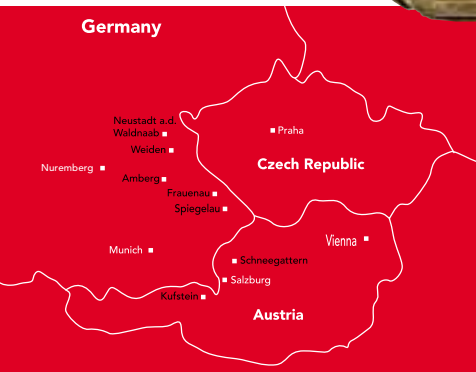 Germany
Neustadt a.d.
Waldnaab
Praha
Weiden
Czech Republic
Nuremberg
Amberg
Frauenau
Spiegelau
Vienna
Munich
Schneegattern
Salzburg
Kufstein
Austria